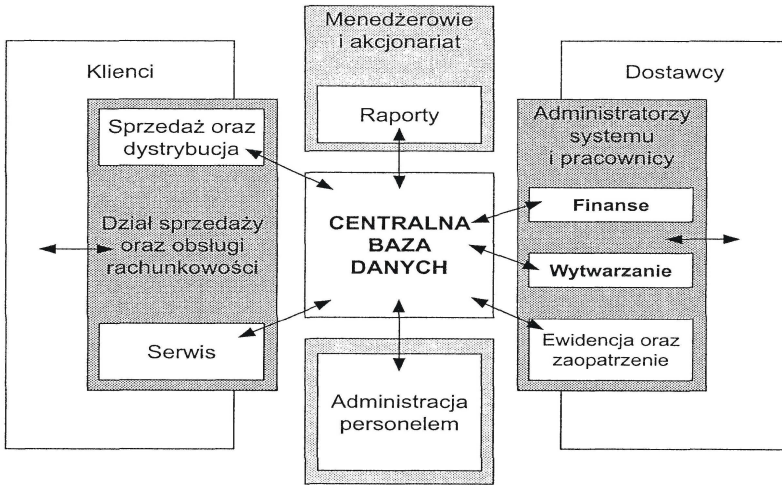 Menedżerowie
i akcjonariat
Raporty
Klienci
Sprzedaż oraz
dystrybucja
Dział sprzedaży
oraz obsługi
rachunkowości
Serwis
CENTRALNA
BAZA
DANYCH
Administracja
personelem
Dostawcy
Administratorzy
systemu
i pracownicy
Finanse
Wytwarzanie
Ewidencja oraz
zaopatrzenie